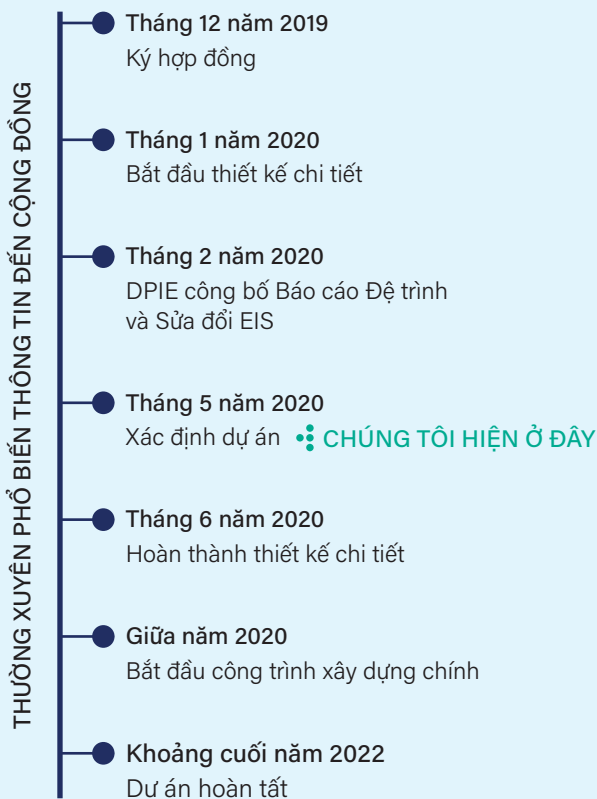 THƯỜNG XUYÊN PHỔ BIẾN THÔNG TIN ĐẾN CỘNG ĐỒNG
Tháng 12 năm 2019
Ký hợp đồng
Tháng 1 năm 2020
Bắt đầu thiết kế chi tiết
Tháng 2 năm 2020
DPIE công bố Báo cáo Đệ trình
và Sửa đổi EIS
Tháng 5 năm 2020
Xác định dự án CHÚNG TÔI HIỆN Ở ĐÂY
Tháng 6 năm 2020
Hoàn thành thiết kế chi tiết
Giữa năm 2020
Bắt đầu công trình xây dựng chính
Khoảng cuối năm 2022
Dự án hoàn tất